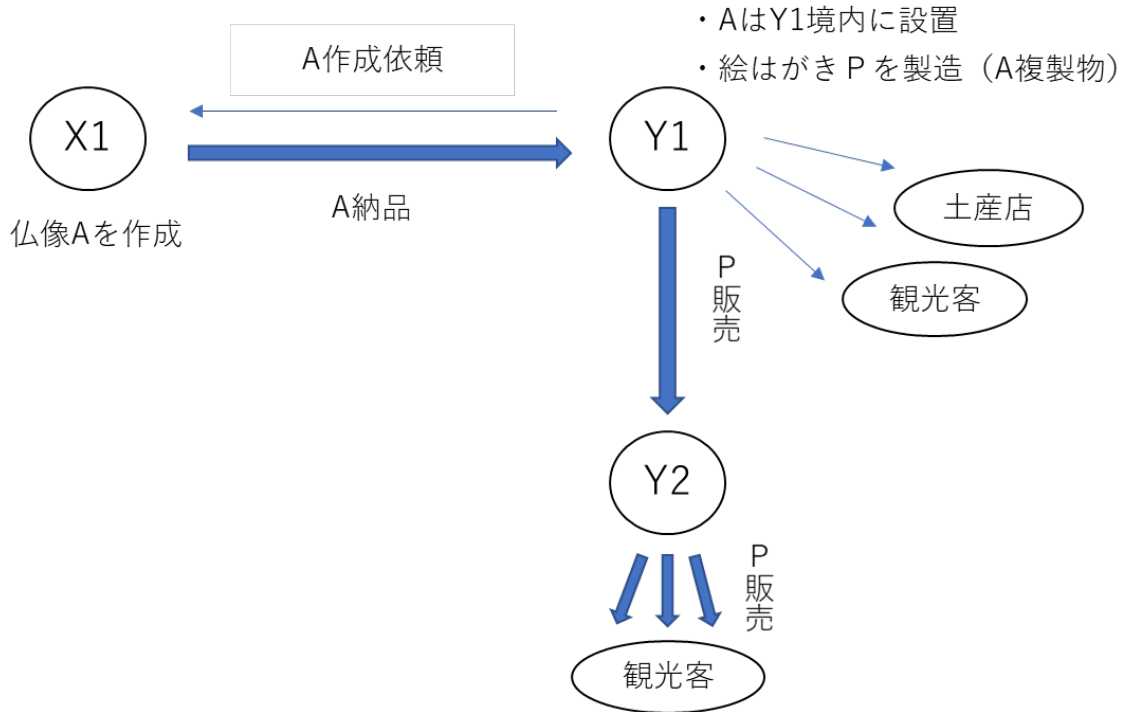 ・AはY1境内に設置
・絵はがきP を製造（A複製物）
A作成依頼
X1
Y1
A納品
仏像Aを作成
土産店
観光客
P
販
売
Y2
P
販
売
観光客